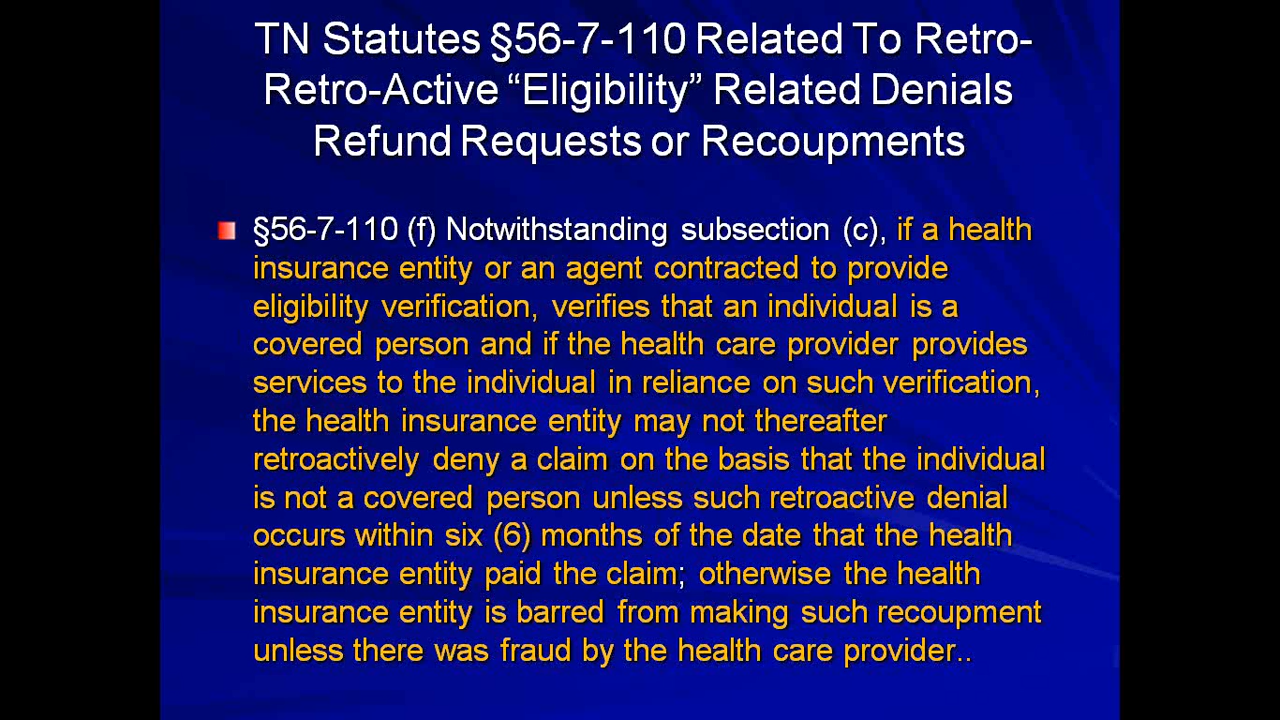 TN Statutes §56-7-110 Related To Retro-
Retro-Active “Eligibility” Related Denials
Refund Requests or Recoupments
§56-7-110 (f) Notwithstanding subsection (c), if a health
insurance entity or an agent contracted to provide
eligibility verification, verifies that an individual is a
covered person and if the health care provider provides
services to the individual in reliance on such verification,
the health insurance entity may not thereafter
retroactively deny a claim on the basis that the individual
is not a covered person unless such retroactive denial
occurs within six (6) months of the date that the health
insurance entity paid the claim; otherwise the health
insurance entity is barred from making such recoupment
unless there was fraud by the health care provider..